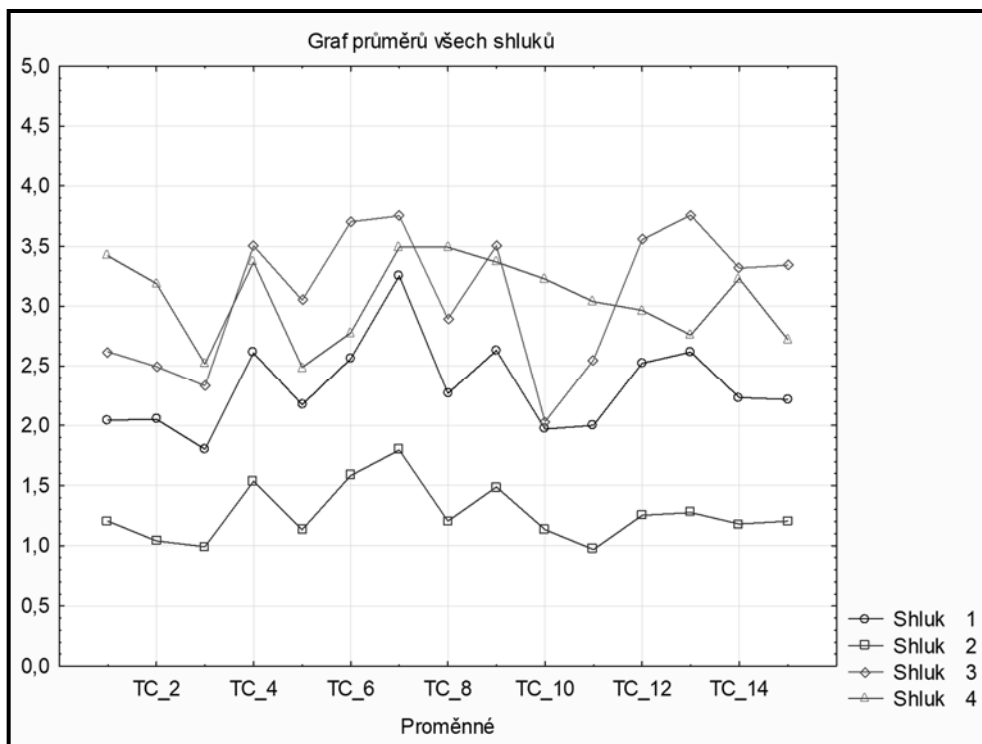 Graf průměrů všech shluků
5,0
4,5
4,0
3,5
3,0
2,5
2,0
1,5
1,0
0,5
0,0
TC_2 TC_4 TC_6 TC_8 TC_10 TC_12 TC_14
Proměnné
Shluk 1
Shluk 2
Shluk 3
Shluk 4